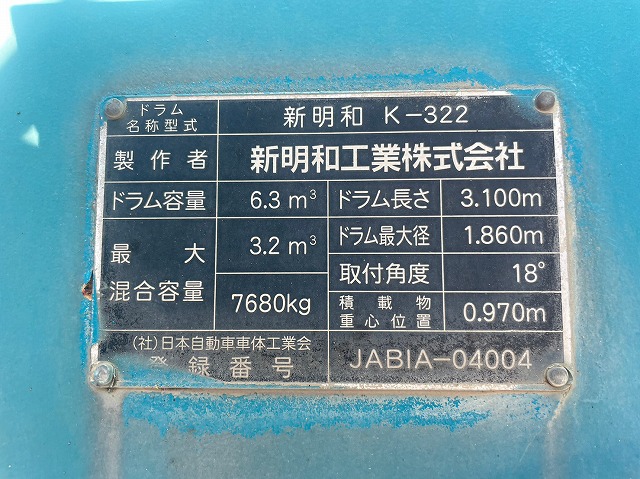 ドラム
名称型式
新明和 K-322
製作者
新明和工業株式会社
ドラム容量
6.3 m³
ドラム長さ
3.100m
最大
混合容量
3.2 m³
7680kg
ドラム最大径
1.860m
取付角度
18°
積載物
重心位置
0.970m
(社)日本自動車車体工業会
登録番号
JABIA-04004